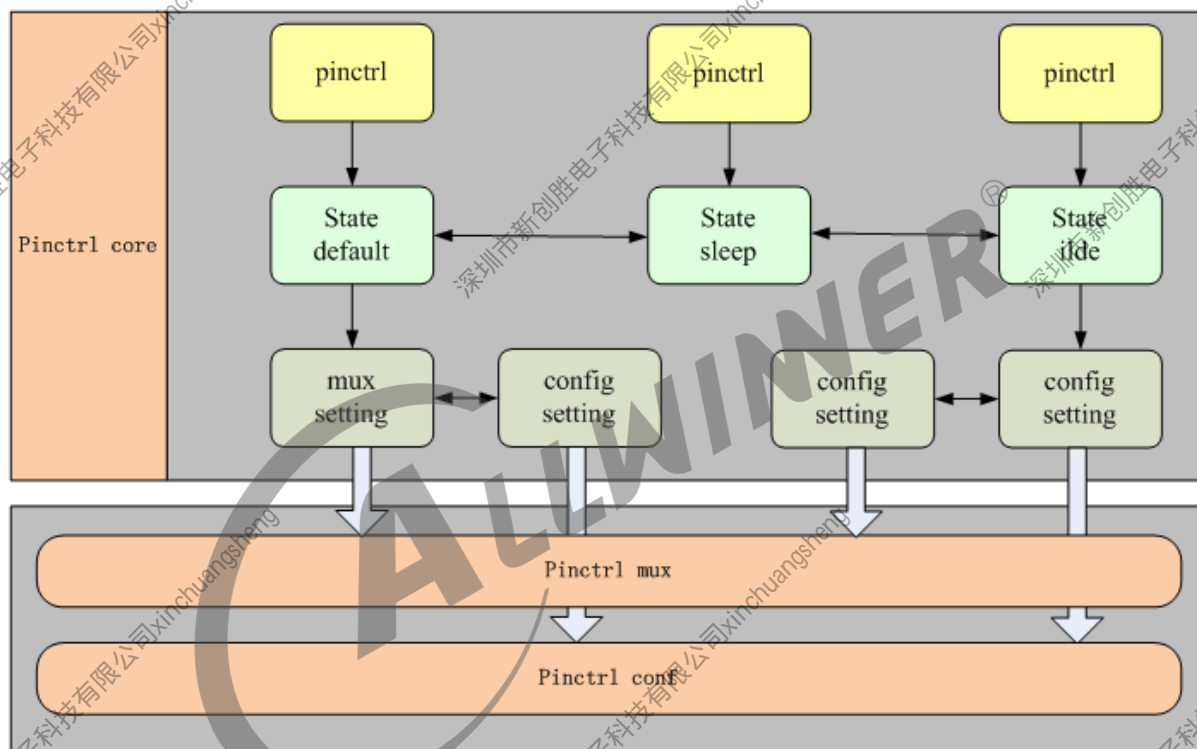 pinctrl
pinctrl
pinctrl
Pinctrl core
State
default
State
sleep
State
ilde
mux
setting
config
setting
config
setting
config
setting
Pinctrl mux
Pinctrl conf
ALLWINNER®
深圳市新创胜电子科技有限公司xinchuangsheng